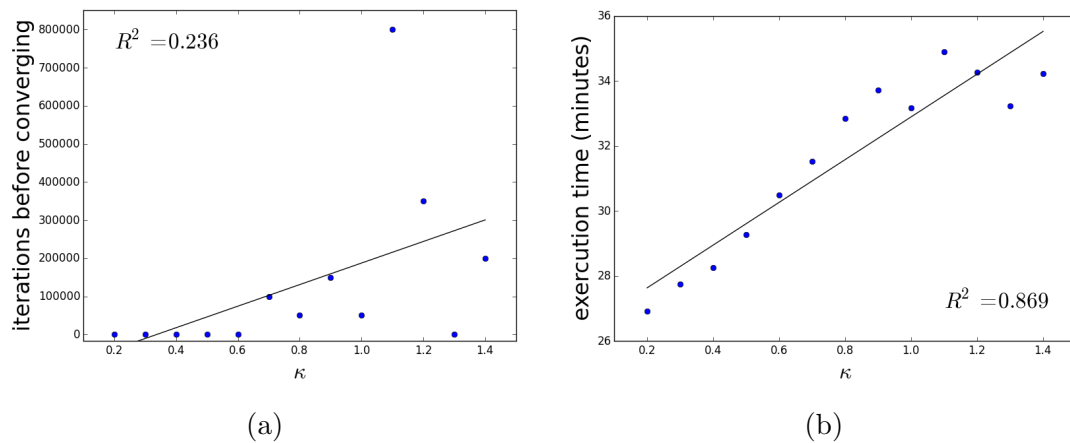 800000
700000
600000
500000
400000
300000
200000
100000
0
iterations before converging
R² =0.236
0.2 0.4 0.6 0.8 1.0 1.2 1.4
κ
(a)
36
34
32
30
28
26
exercution time (minutes)
R² =0.869
0.2 0.4 0.6 0.8 1.0 1.2 1.4
κ
(b)